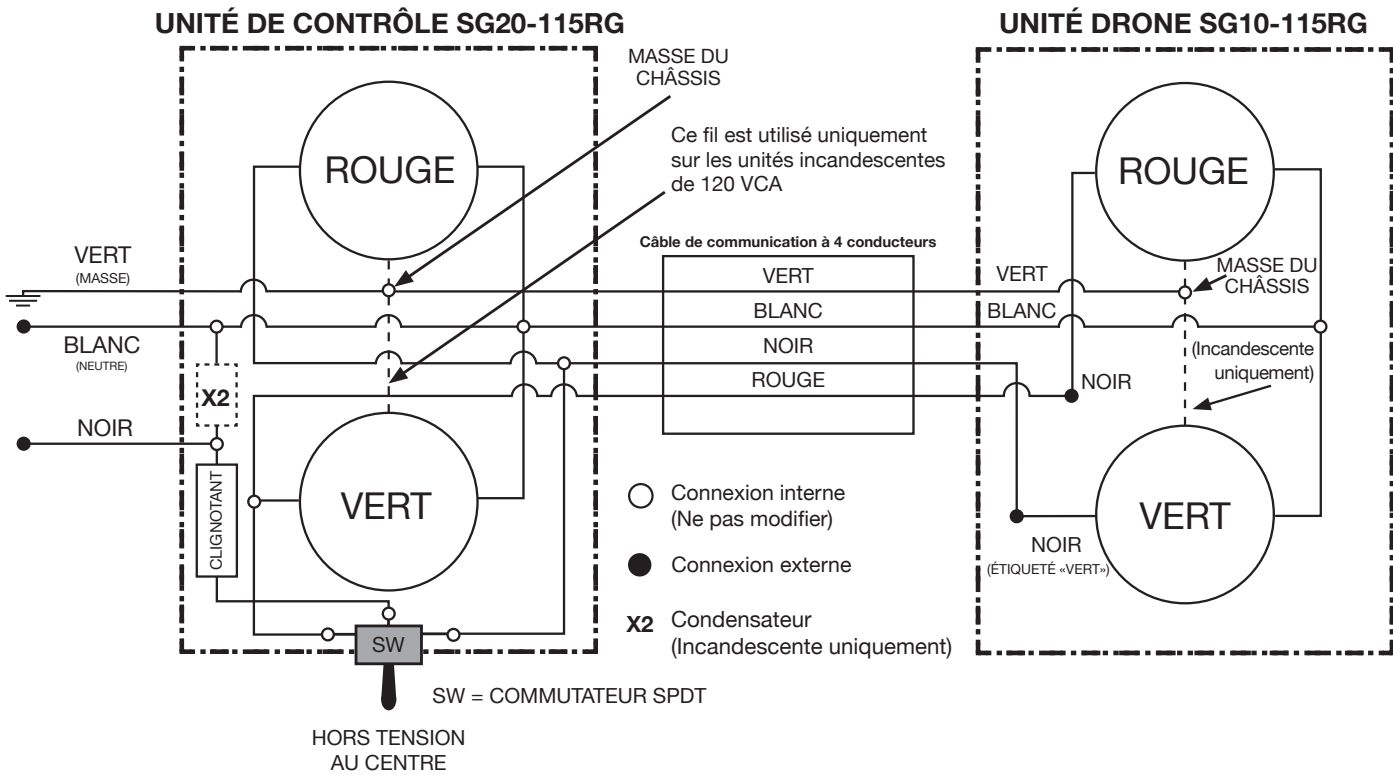 UNITÉ DE CONTRÔLE SG20-115RG
UNITÉ DRONE SG10-115RG
MASSE DU
CHÂSSIS
Ce fil est utilisé uniquement
sur les unités incandescentes
de 120 VCA
ROUGE
ROUGE
Câble de communication à 4 conducteurs
VERT
(MASSE)
VERT
VERT
MASSE DU
CHÂSSIS
BLANC
BLANC
BLANC
(NEUTRE)
NOIR
(Incandescente
uniquement)
ROUGE
NOIR
X2
NOIR
CLIGNOTANT
VERT
VERT
Connexion interne
(Ne pas modifier)
NOIR
(ÉTIQUETÉ «VERT»)
Connexion externe
X2 Condensateur
(Incandescente uniquement)
SW
SW = COMMUTATEUR SPDT
HORS TENSION
AU CENTRE